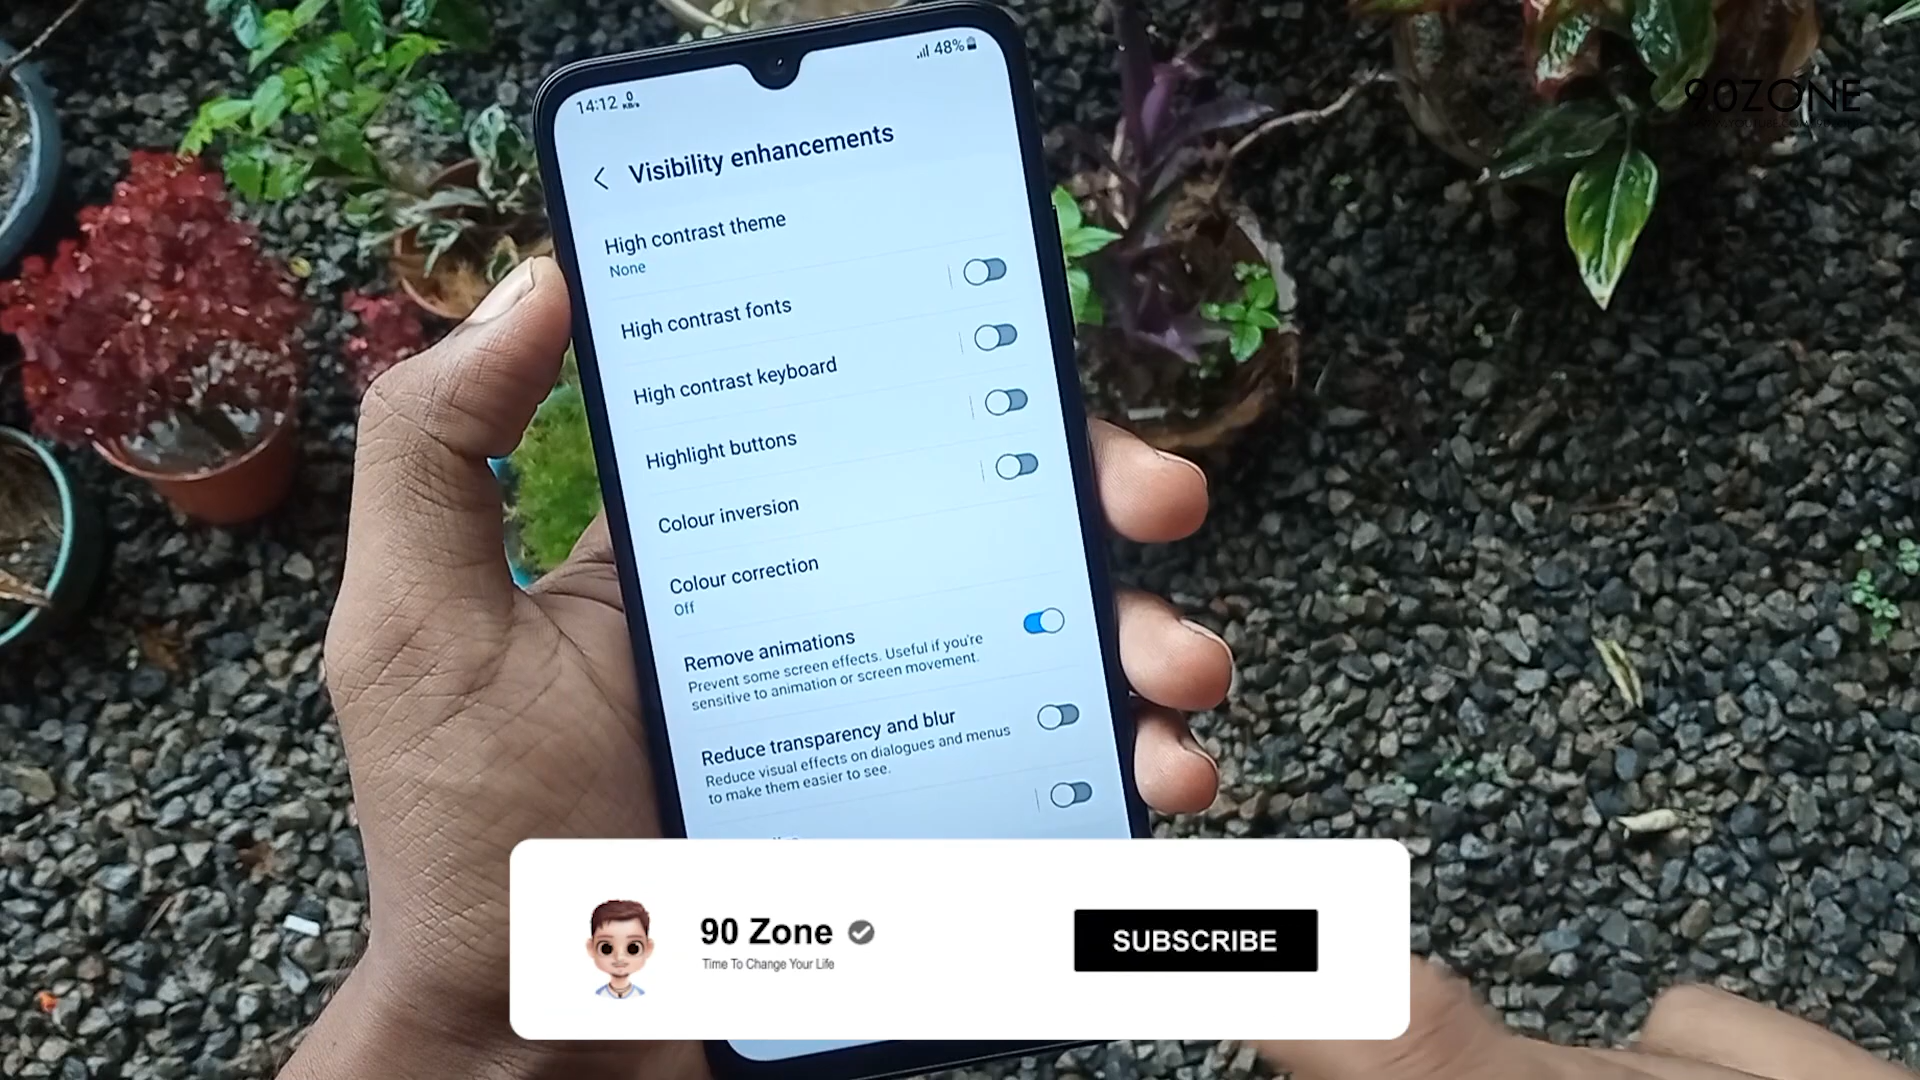 90ZONE
14:12 0 KB/s
48%
Visibility enhancements
High contrast theme
None
High contrast fonts
High contrast keyboard
Highlight buttons
Colour inversion
Colour correction
Off
Remove animations
Prevent some screen effects. Useful if you're
sensitive to animation or screen movement.
Reduce transparency and blur
Reduce visual effects on dialogues and menus
to make them easier to see.
90 Zone
Time To Change Your Life
SUBSCRIBE